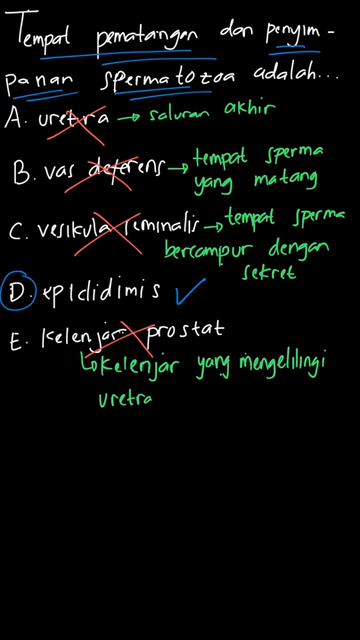 Tempat pematangan dan penyim-
panan spermatozoa adalah...
A. uretra → saluran akhir
B. vas deferens → tempat sperma
yang matang
C. vesikula seminalis → tempat sperma
bercampur dengan
sekret
D. epididimis ✓
E. kelenjar prostat
↳ kelenjar yang mengelilingi
uretra